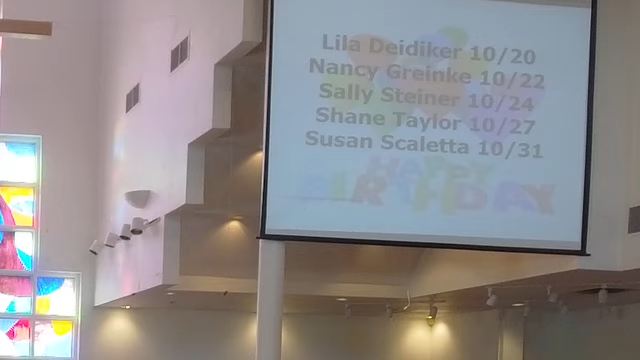 Lila Deidiker 10/20
Nancy Greinke 10/22
Sally Steiner 10/24
Shane Taylor 10/27
Susan Scaletta 10/31
HAPPY
BIRTHDAY